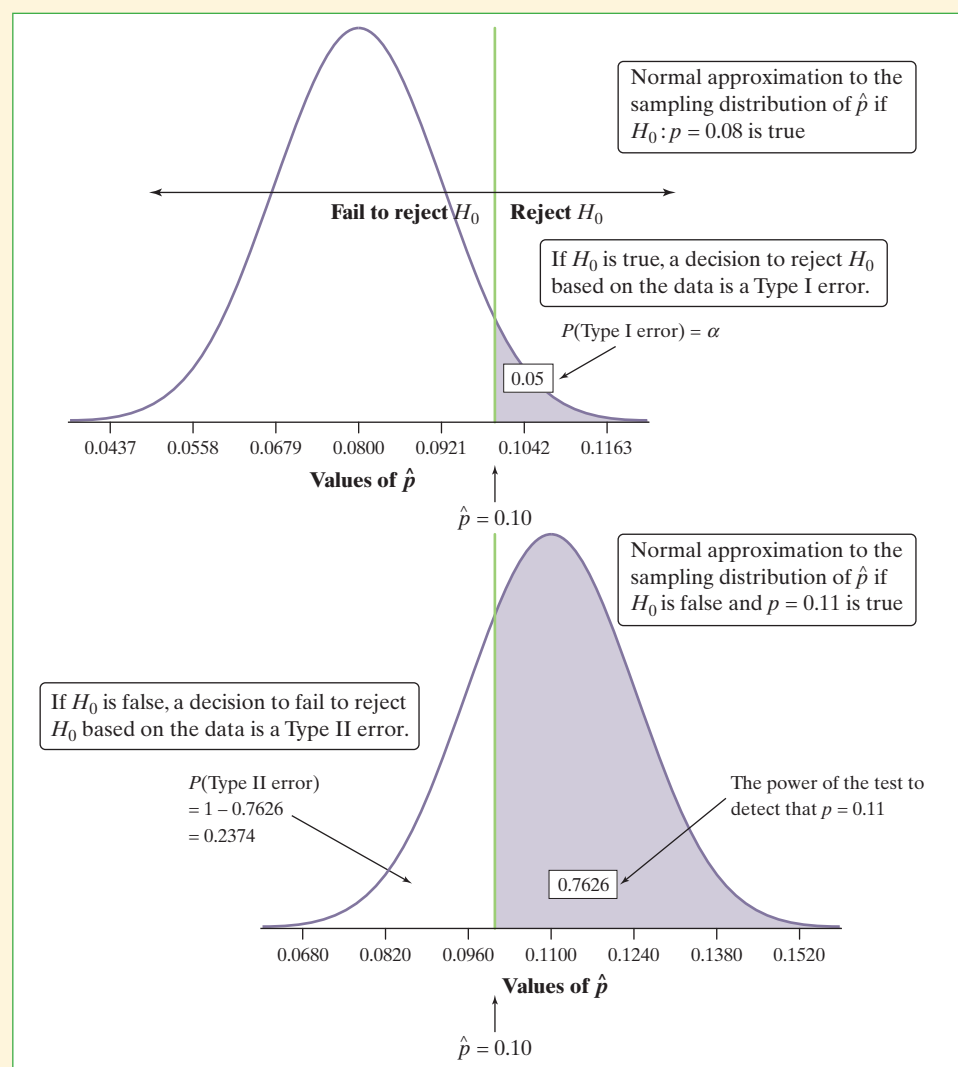 Normal approximation to the
sampling distribution of p̂ if
H₀: p = 0.08 is true
Fail to reject H₀ Reject H₀
If H₀ is true, a decision to reject H₀
based on the data is a Type I error.
P(Type I error) = α
0.05
0.0437 0.0558 0.0679 0.0800 0.0921 0.1042 0.1163
Values of p̂
p̂ = 0.10
Normal approximation to the
sampling distribution of p̂ if
H₀ is false and p = 0.11 is true
If H₀ is false, a decision to fail to reject
H₀ based on the data is a Type II error.
P(Type II error)
= 1 – 0.7626
= 0.2374
The power of the test to
detect that p = 0.11
0.7626
0.0680 0.0820 0.0960 0.1100 0.1240 0.1380 0.1520
Values of p̂
p̂ = 0.10